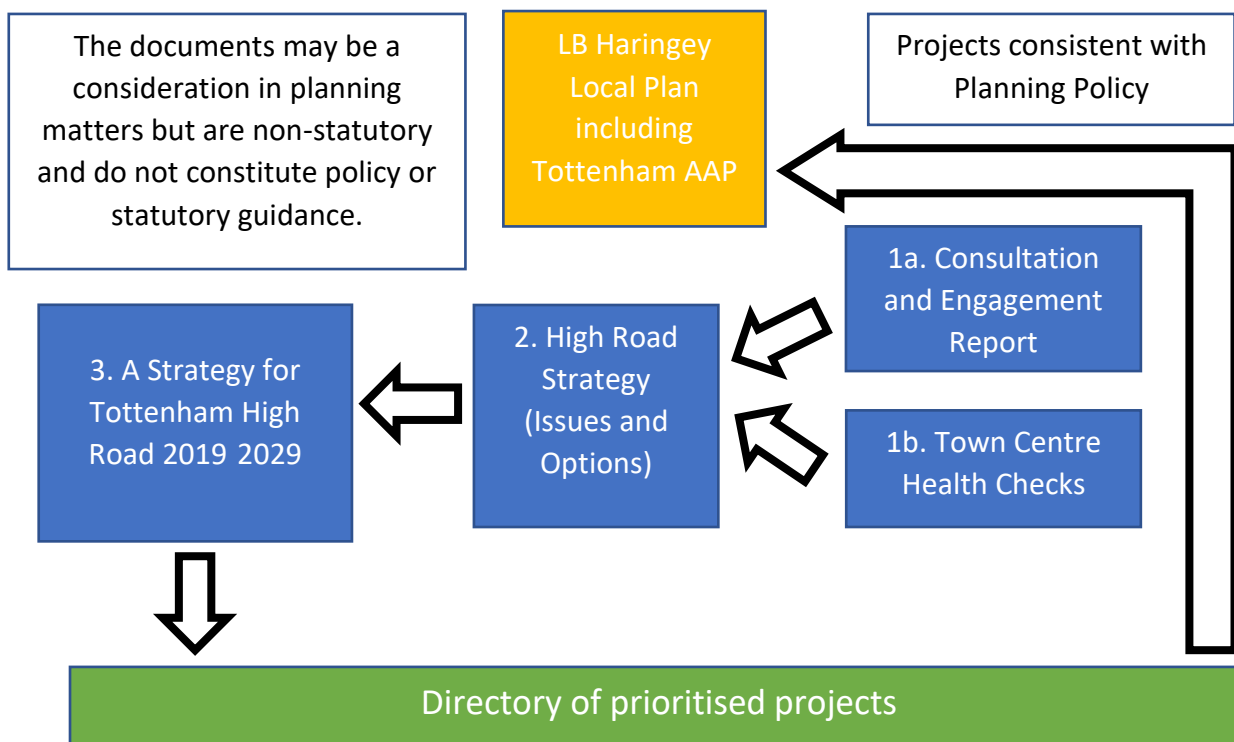 The documents may be a
consideration in planning
matters but are non-statutory
and do not constitute policy or
statutory guidance.
LB Haringey
Local Plan
including
Tottenham AAP
Projects consistent with
Planning Policy
1a. Consultation
and Engagement
Report
2. High Road
Strategy
(Issues and
Options)
3. A Strategy for
Tottenham High
Road 2019 2029
1b. Town Centre
Health Checks
Directory of prioritised projects